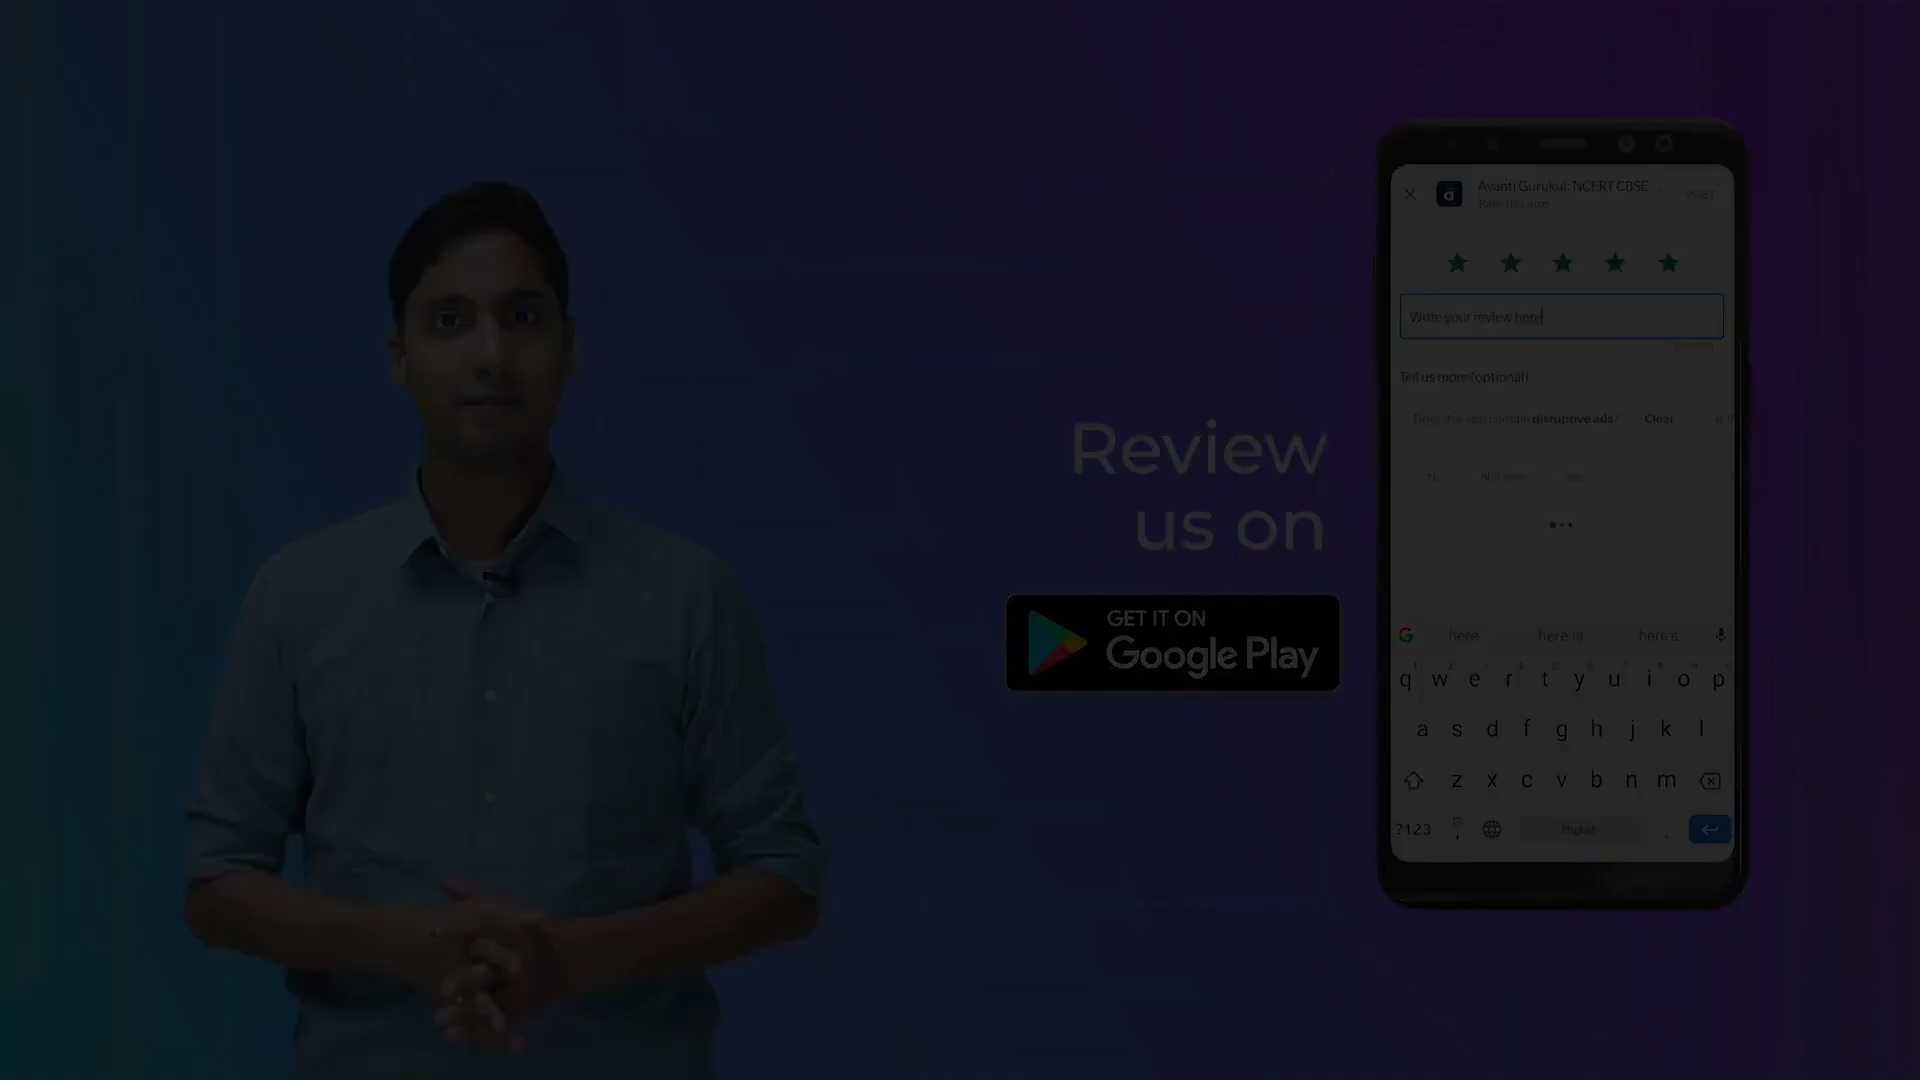 Review
us on
GET IT ON
Google Play
Avanti Gurukul: NCERT CBSE ...
Rate this app
POST
Write your review here
Tell us more (optional)
Does this app contain disruptive ads?
Clear
No
Not sure
Yes
here
here is
here's
q w e r t y u i o p
a s d f g h j k l
z x c v b n m
?123
,
English
.